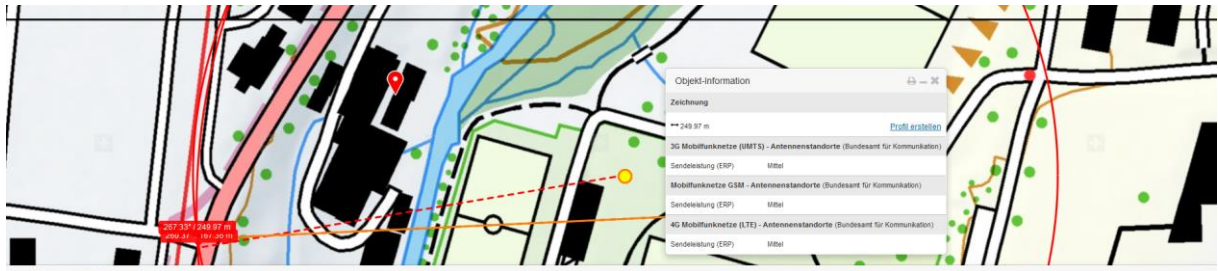 Objekt-Information
Zeichnung
249.97 m Profil erstellen
3G Mobilfunknetze (UMTS) - Antennenstandorte (Bundesamt für Kommunikation)
Sendeleistung (ERP) Mittel
Mobilfunknetze GSM - Antennenstandorte (Bundesamt für Kommunikation)
Sendeleistung (ERP) Mittel
4G Mobilfunknetze (LTE) - Antennenstandorte (Bundesamt für Kommunikation)
Sendeleistung (ERP) Mittel
267.33° / 249.97 m